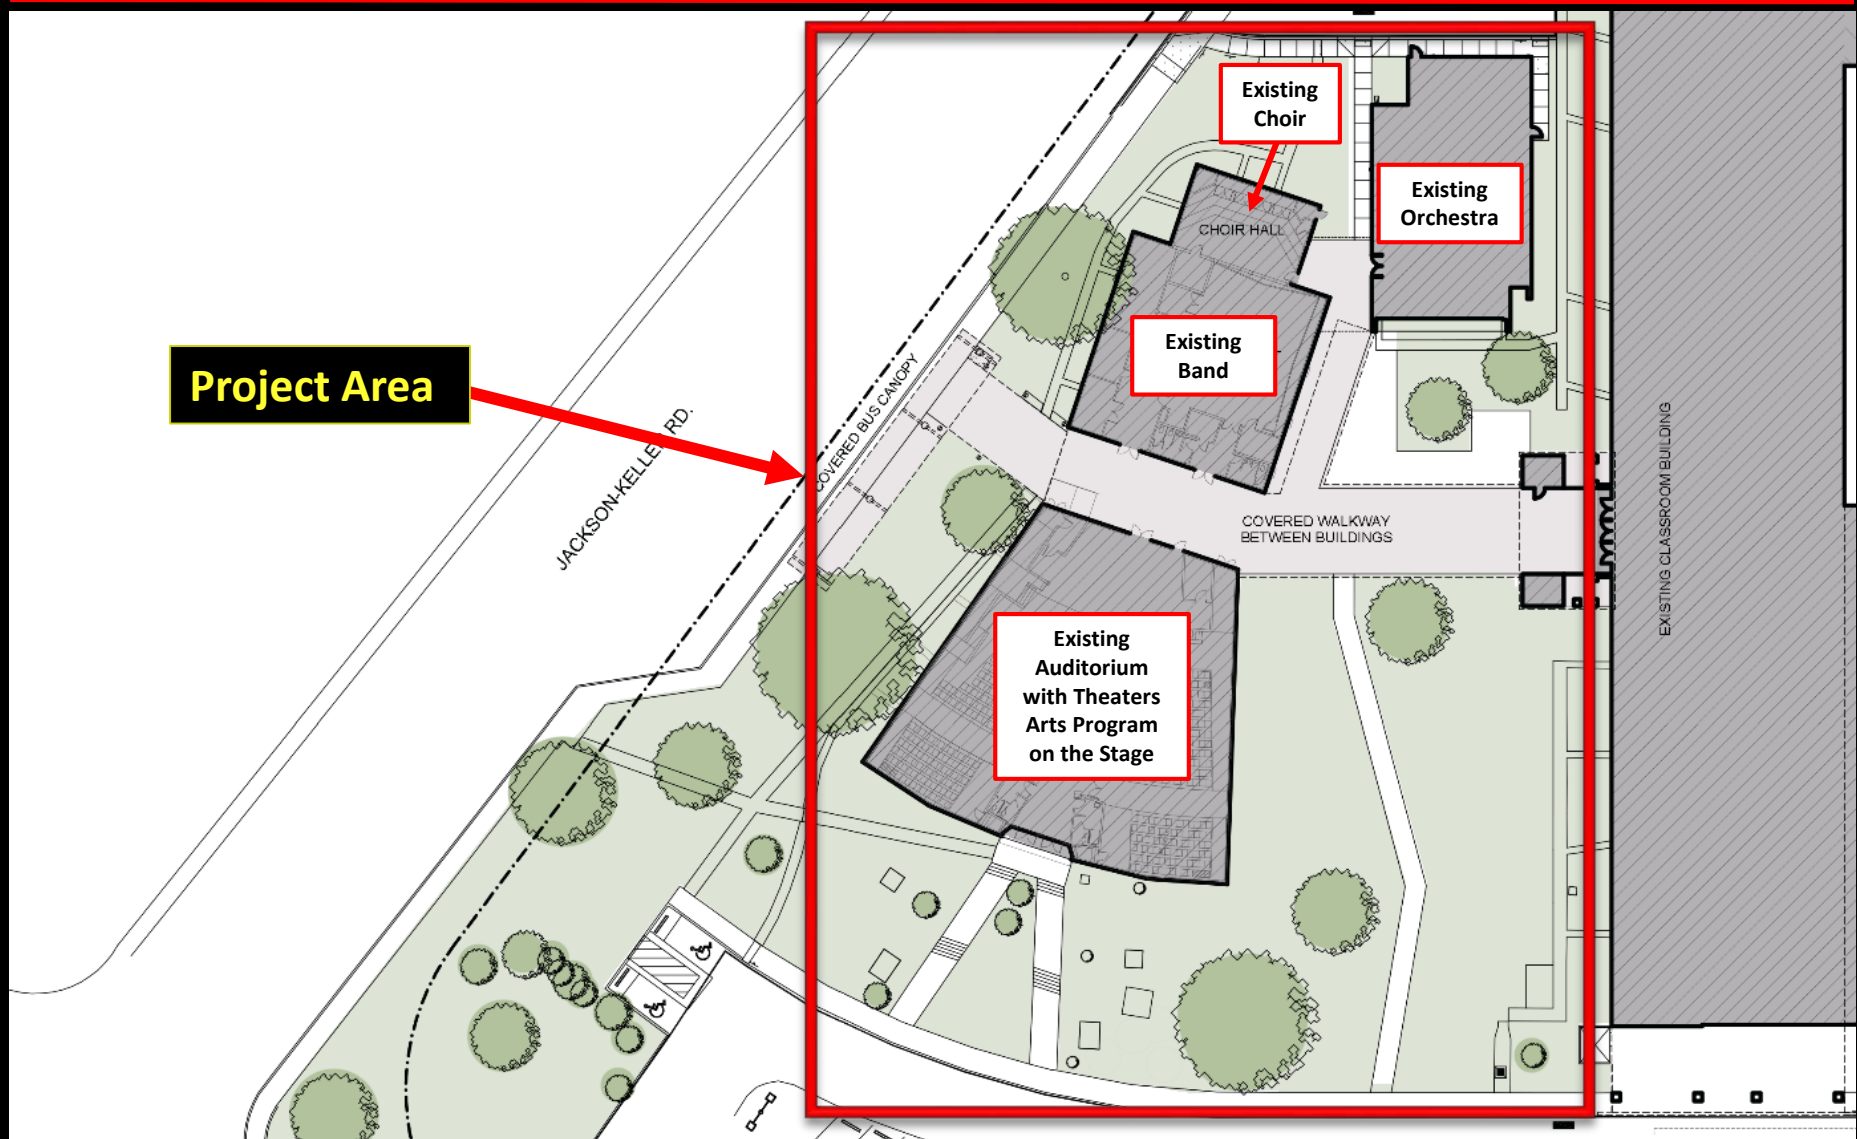 Existing
Choir
Existing
Orchestra
CHOIR HALL
Existing
Band
Project Area
COVERED BUS CANOPY
JACKSON-KELLER RD.
COVERED WALKWAY
BETWEEN BUILDINGS
EXISTING CLASSROOM BUILDING
Existing
Auditorium
with Theaters
Arts Program
on the Stage